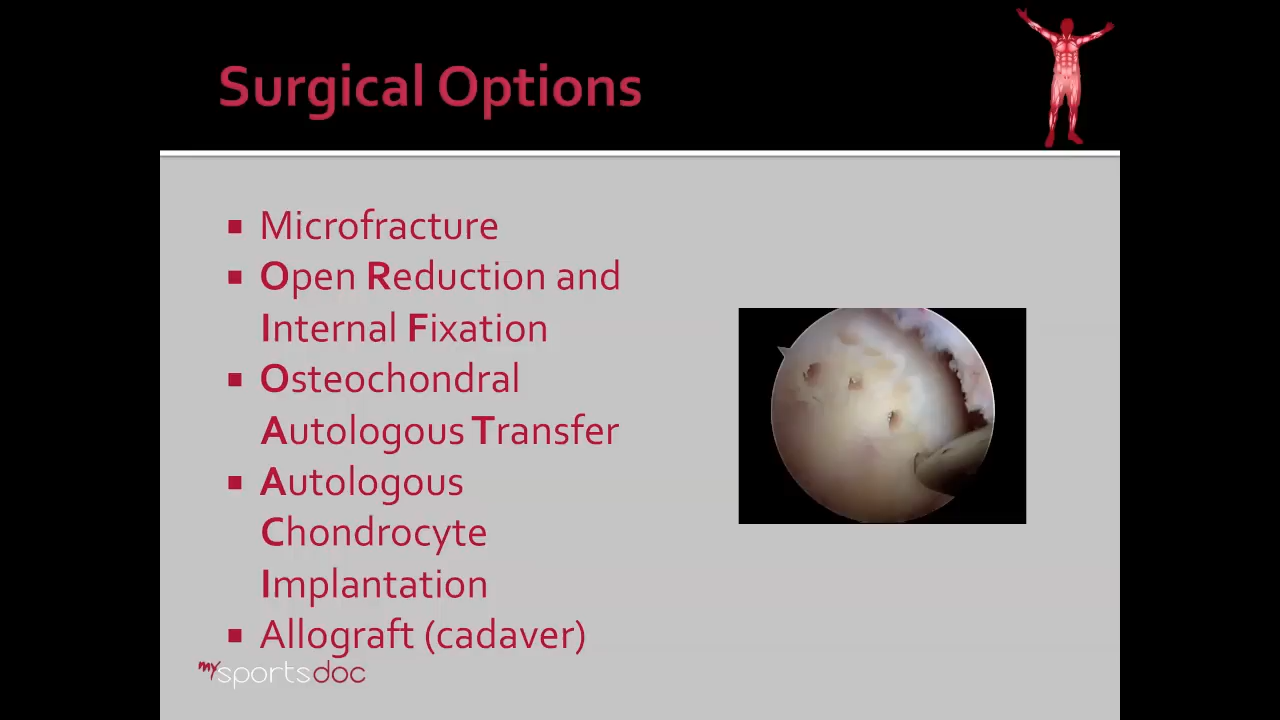 Surgical Options
▪ Microfracture
▪ Open Reduction and
Internal Fixation
▪ Osteochondral
Autologous Transfer
▪ Autologous
Chondrocyte
Implantation
▪ Allograft (cadaver)
mysportsdoc